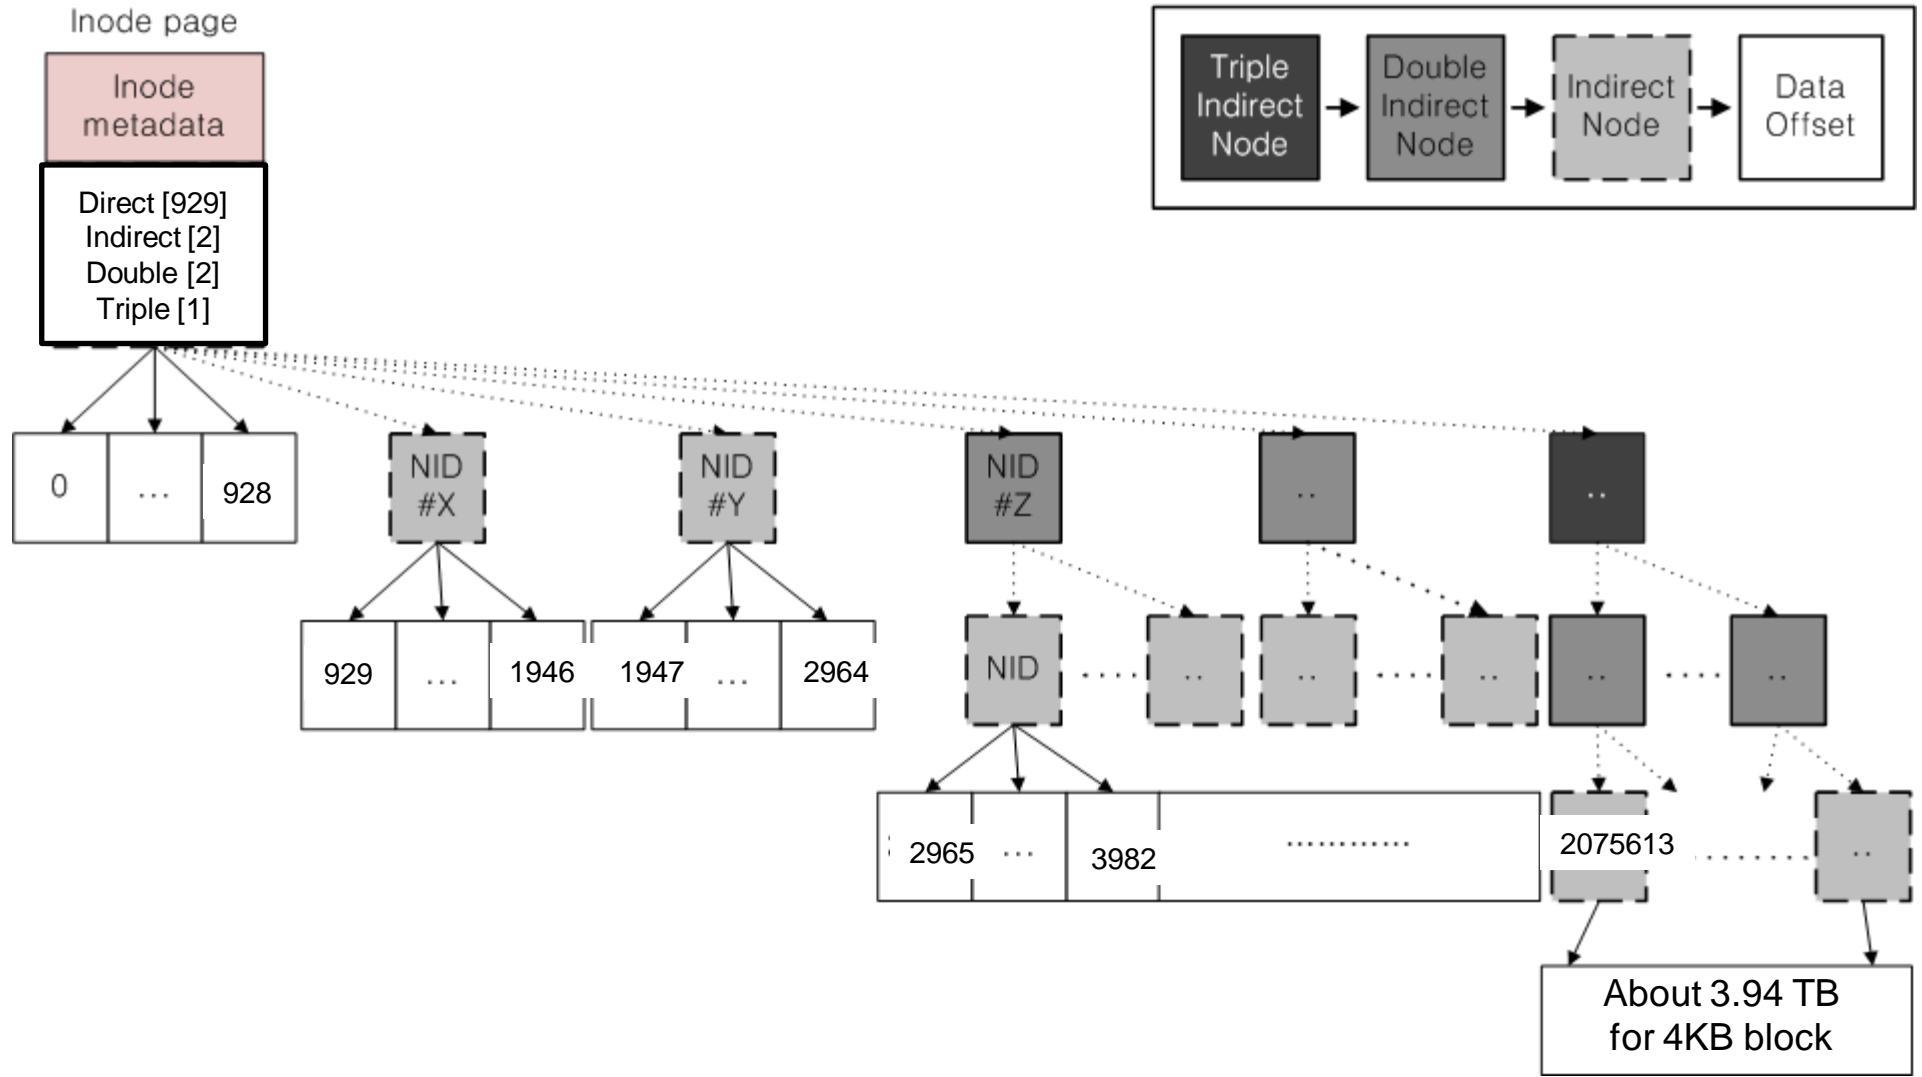 Inode page
Inode
metadata
Direct [929]
Indirect [2]
Double [2]
Triple [1]
Triple
Indirect
Node
Double
Indirect
Node
Indirect
Node
Data
Offset
0
...
928
NID
#X
NID
#Y
NID
#Z
..
..
929
...
1946
1947
...
2964
NID
.....
..
..
.....
..
..
.....
..
2965
...
3982
............
2075613
..........
..
About 3.94 TB
for 4KB block